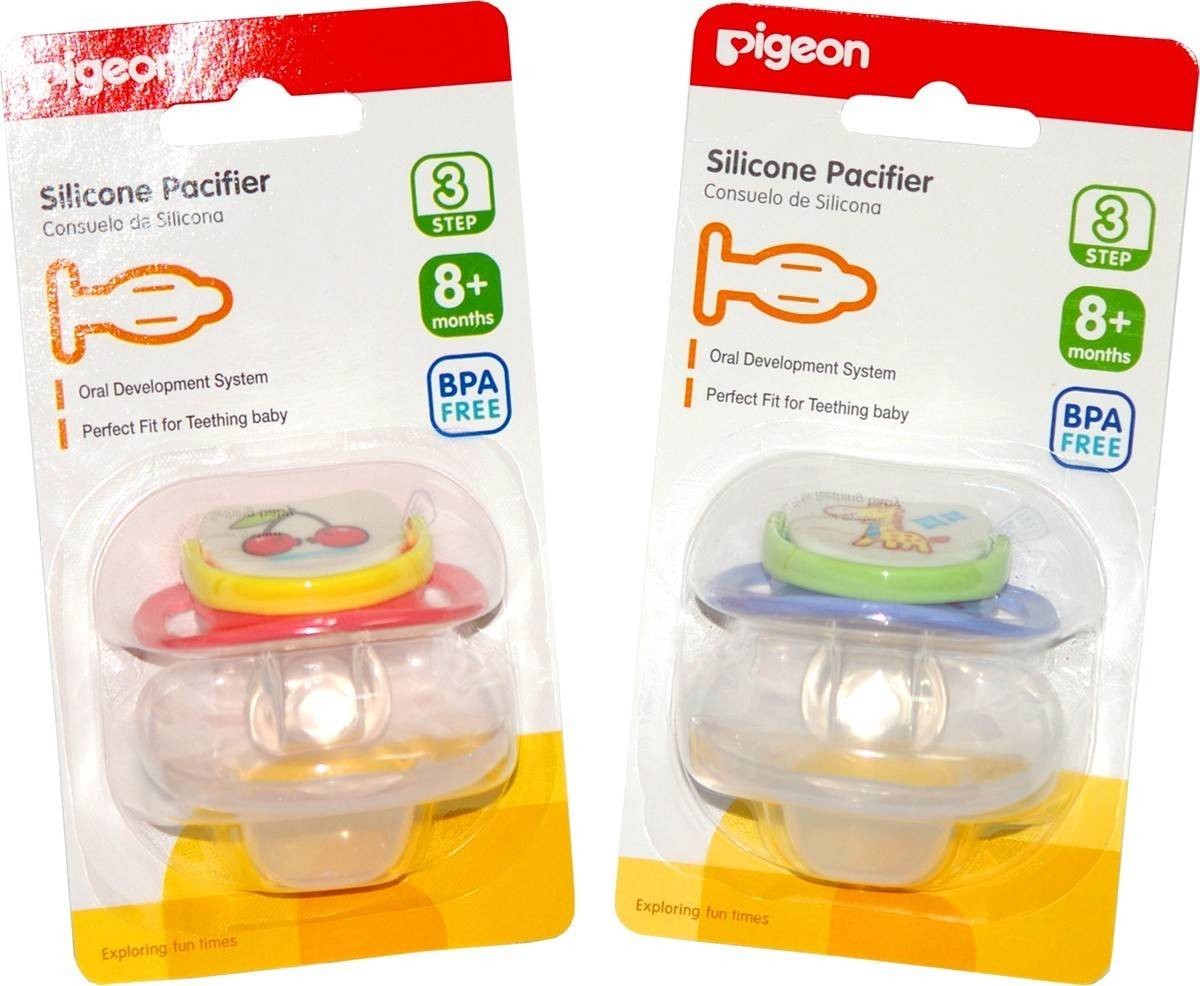 Pigeon
Silicone Pacifier
Consuelo de Silicona
3
STEP
8+
months
BPA
FREE
Oral Development System
Perfect Fit for Teething baby
Exploring fun times
Pigeon
Silicone Pacifier
Consuelo de Silicona
3
STEP
8+
months
BPA
FREE
Oral Development System
Perfect Fit for Teething baby
Exploring fun times